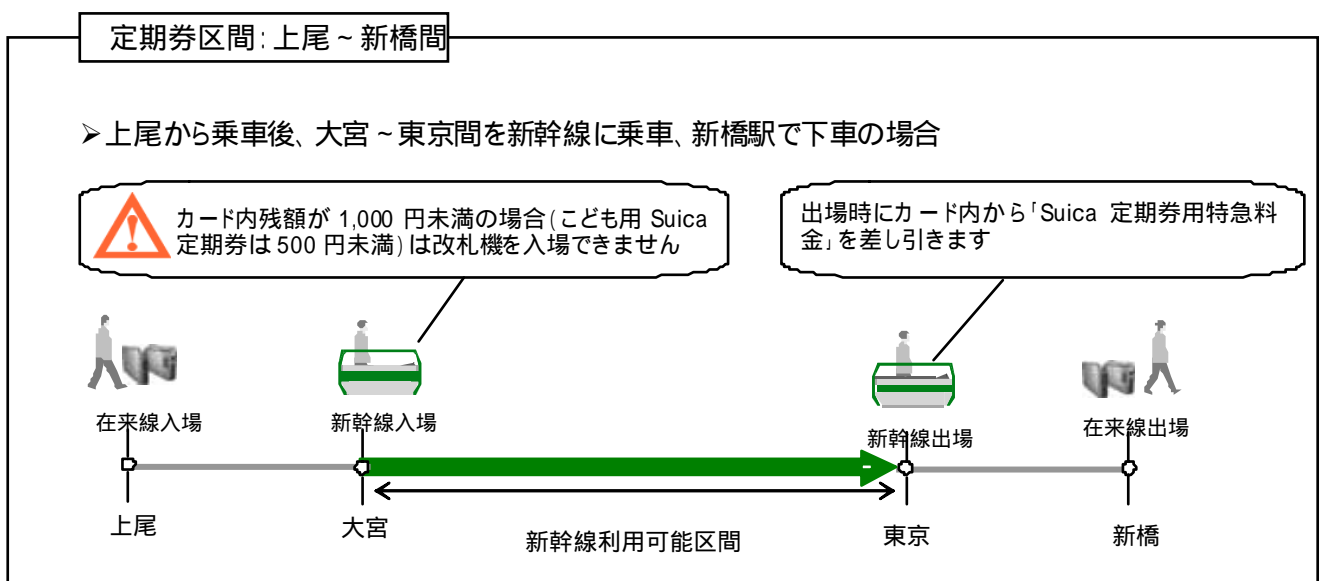 定期券区間:上尾~新橋間
➢上尾から乗車後、大宮~東京間を新幹線に乗車、新橋駅で下車の場合
カード内残額が 1,000 円未満の場合(こども用 Suica
定期券は 500 円未満)は改札機を入場できません
出場時にカード内から「Suica 定期券用特急料
金」を差し引きます
在来線入場
新幹線入場
新幹線出場
在来線出場
上尾
大宮
新幹線利用可能区間
東京
新橋